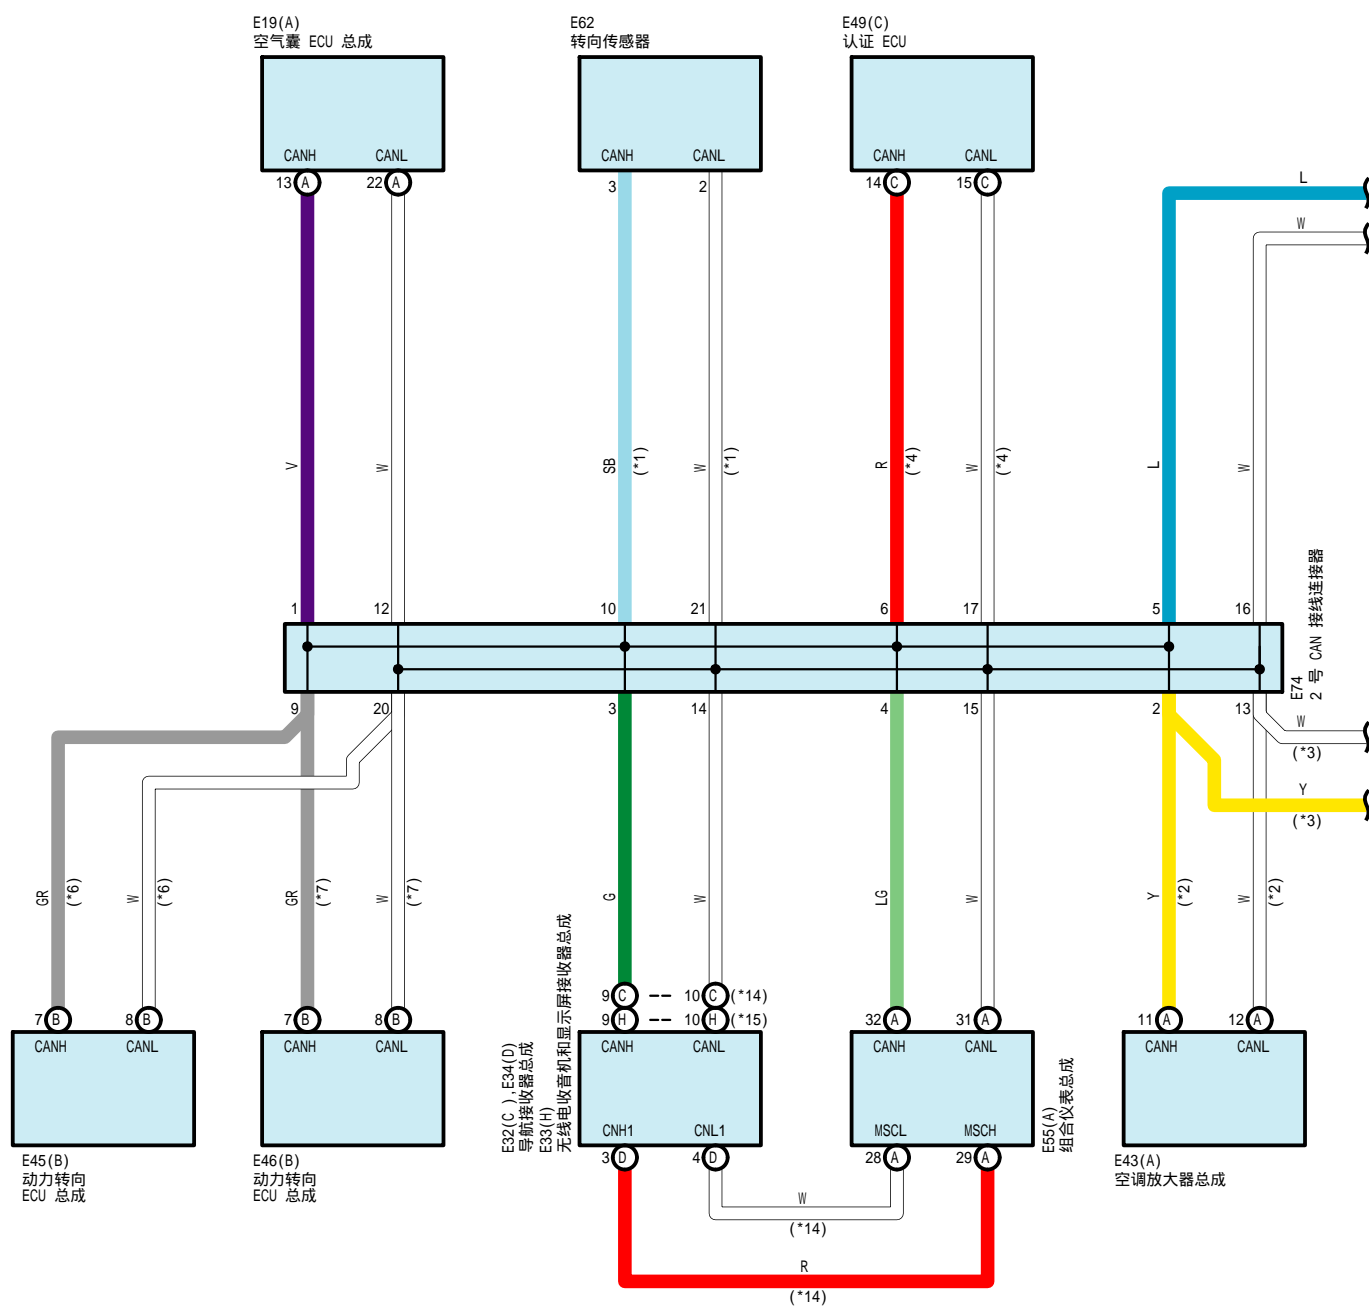 E19(A)
空气囊 ECU 总成
E62
转向传感器
E49(C)
认证 ECU
CANH
CANL
CANH
CANL
CANH
CANL
13
A
22
A
3
2
14
C
15
C
L
W
V
W
SB
(*1)
W
(*1)
R
(*4)
W
(*4)
L
W
1
12
10
21
6
17
5
16
E74
2 号 CAN 接线连接器
9
20
3
14
4
15
2
13
W
(*3)
Y
(*3)
GR
(*6)
W
(*6)
GR
(*7)
W
(*7)
G
W
LG
W
Y
(*2)
W
(*2)
9
C
--
10
C
(*14)
7
B
8
B
7
B
8
B
9
H
--
10
H
(*15)
32
A
31
A
11
A
12
A
CANH
CANL
CANH
CANL
CANH
CANL
CANH
CANL
CANH
CANL
E32(C ),E34(D)
导航接收器总成
E33(H)
无线电收音机和显示屏接收器总成
E55(A)
组合仪表总成
CNH1
CNL1
MSCL
MSCH
3
D
4
D
28
A
29
A
E45(B)
动力转向
ECU 总成
E46(B)
动力转向
ECU 总成
E43(A)
空调放大器总成
W
(*14)
R
(*14)